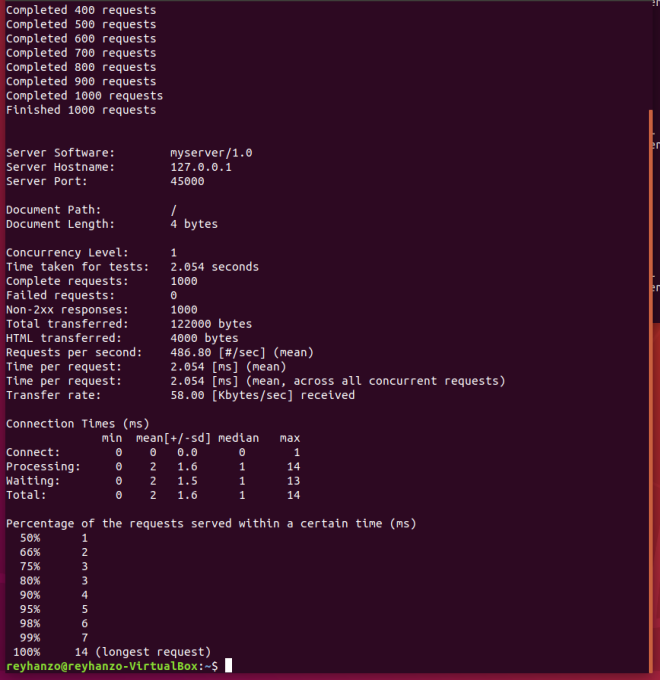 Completed 400 requests
Completed 500 requests
Completed 600 requests
Completed 700 requests
Completed 800 requests
Completed 900 requests
Completed 1000 requests
Finished 1000 requests
Server Software:        myserver/1.0
Server Hostname:        127.0.0.1
Server Port:            45000
Document Path:          /
Document Length:        4 bytes
Concurrency Level:      1
Time taken for tests:   2.054 seconds
Complete requests:      1000
Failed requests:        0
Non-2xx responses:      1000
Total transferred:      122000 bytes
HTML transferred:       4000 bytes
Requests per second:    486.80 [#/sec] (mean)
Time per request:       2.054 [ms] (mean)
Time per request:       2.054 [ms] (mean, across all concurrent requests)
Transfer rate:          58.00 [Kbytes/sec] received
Connection Times (ms)
              min  mean[+/-sd] median   max
Connect:        0    0   0.0      0       1
Processing:     0    2   1.6      1      14
Waiting:        0    2   1.5      1      13
Total:          0    2   1.6      1      14
Percentage of the requests served within a certain time (ms)
  50%      1
  66%      2
  75%      3
  80%      3
  90%      4
  95%      5
  98%      6
  99%      7
 100%     14 (longest request)
reyhanzo@reyhanzo-VirtualBox:~$